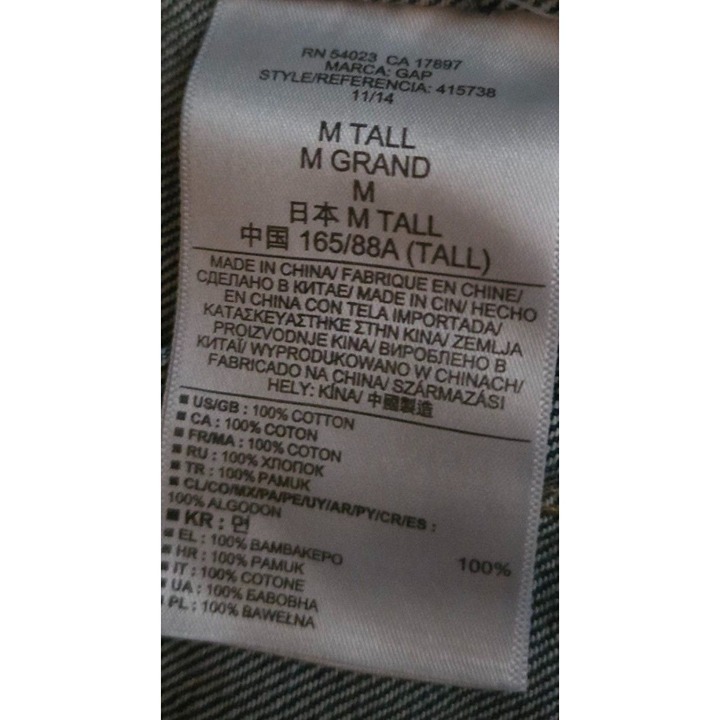 RN 54023 CA 17897
MARCA: GAP
STYLE/REFERENCIA: 415738
11/14
M TALL
M GRAND
M
日本 M TALL
中国 165/88A (TALL)
MADE IN CHINA/ FABRIQUE EN CHINE/
СДЕЛАНО В КИТАЕ/ MADE IN CIN/ HECHO
EN CHINA CON TELA IMPORTADA/
ΚΑΤΑΣΚΕΥΑΣΤΗΚΕ ΣΤΗΝ ΚΙΝΑ/ ZEMLJA
PROIZVODNJE KINA/ ВИРОБЛЕНО В
КИТАЇ/ WYPRODUKOWANO W CHINACH/
FABRICADO NA CHINA/ SZÁRMAZÁSI
HELY: KÍNA/ 中國製造
■ US/GB : 100% COTTON
■ CA : 100% COTON
■ FR/MA : 100% COTON
■ RU : 100% ХЛОПОК
■ TR : 100% PAMUK
■ CL/CO/MX/PA/PE/UY/AR/PY/CR/ES :
100% ALGODON
■ KR : 면 100%
■ EL : 100% ΒΑΜΒΑΚΕΡΟ
■ HR : 100% PAMUK
■ IT : 100% COTONE
■ UA : 100% БАВОВНА
■ PL : 100% BAWEŁNA